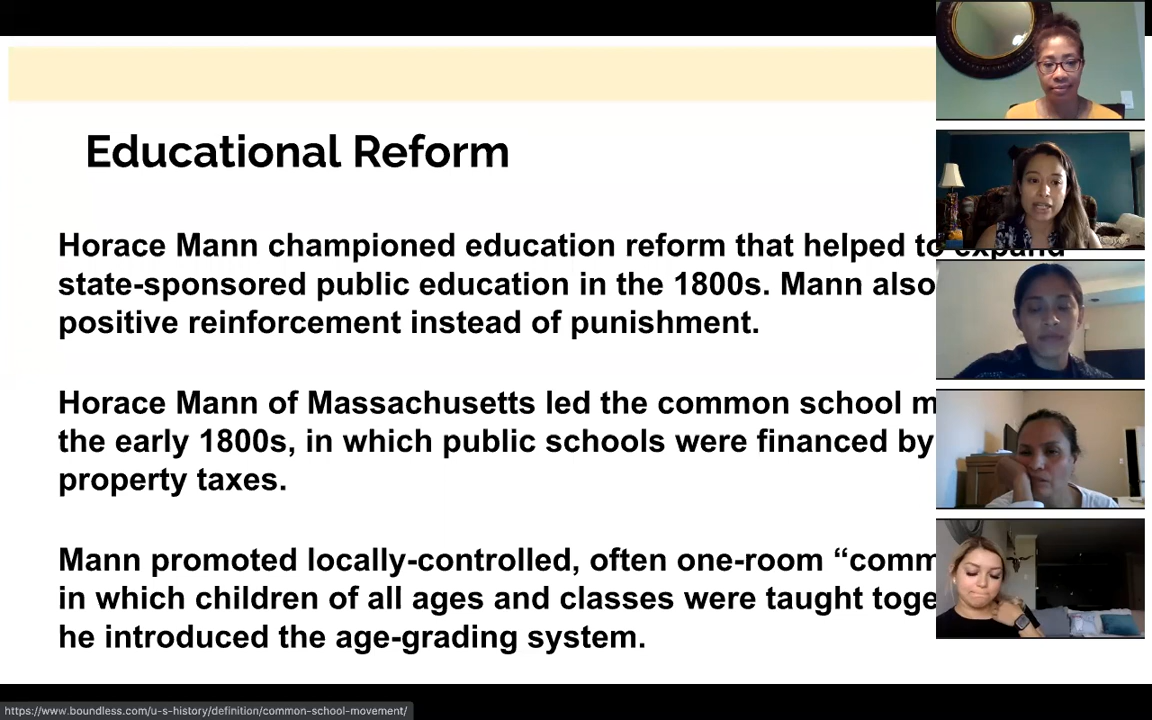 Educational Reform
Horace Mann championed education reform that helped to expand
state-sponsored public education in the 1800s. Mann also
positive reinforcement instead of punishment.
Horace Mann of Massachusetts led the common school
the early 1800s, in which public schools were financed by
property taxes.
Mann promoted locally-controlled, often one-room
in which children of all ages and classes were taught
he introduced the age-grading system.
https://www.boundless.com/u-s-history/definition/common-school-movement/